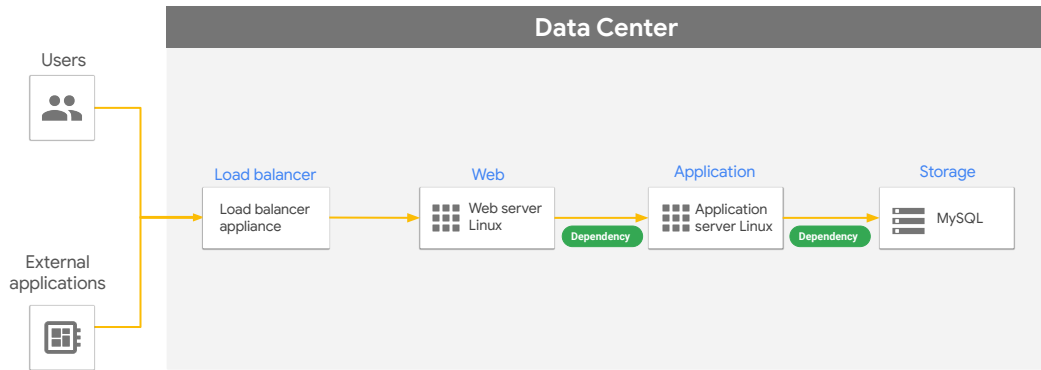 Data Center
Users
External
applications
Load balancer
Load balancer
appliance
Web
Web server
Linux
Dependency
Application
Application
server Linux
Dependency
Storage
MySQL